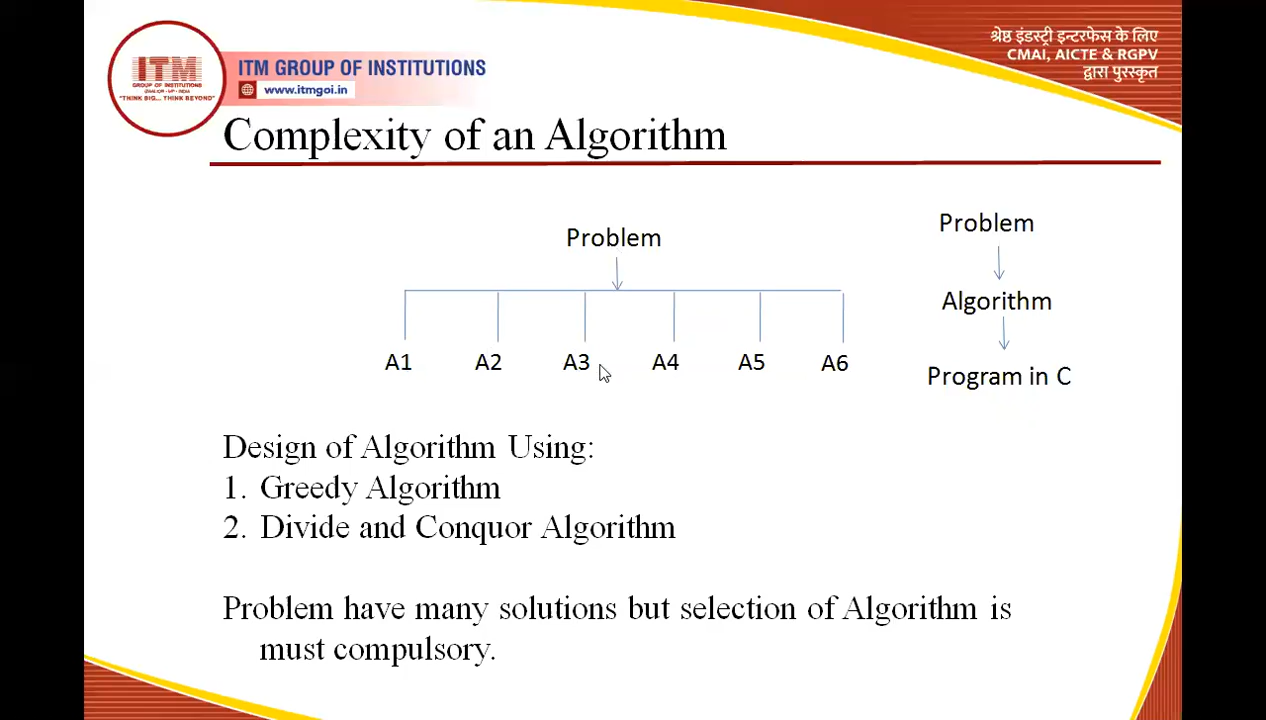 ITM
GROUP OF INSTITUTIONS
"THINK BIG... THINK BEYOND"
ITM GROUP OF INSTITUTIONS
www.itmgoi.in
श्रेष्ठ इंडस्ट्री इन्टरफेस के लिए
CMAI, AICTE & RGPV
द्वारा पुरस्कृत
Complexity of an Algorithm
Problem
A1 A2 A3 A4 A5 A6
Problem
Algorithm
Program in C
Design of Algorithm Using:
1. Greedy Algorithm
2. Divide and Conquor Algorithm
Problem have many solutions but selection of Algorithm is
must compulsory.